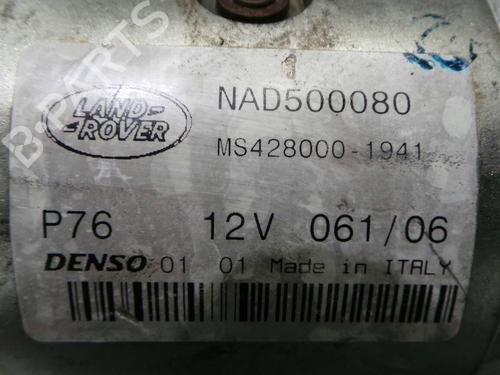 B-PARTS
LAND-
-ROVER
NAD500080
MS428000-1941
P76 12V 061/06
DENSO 01 01 Made in ITALY